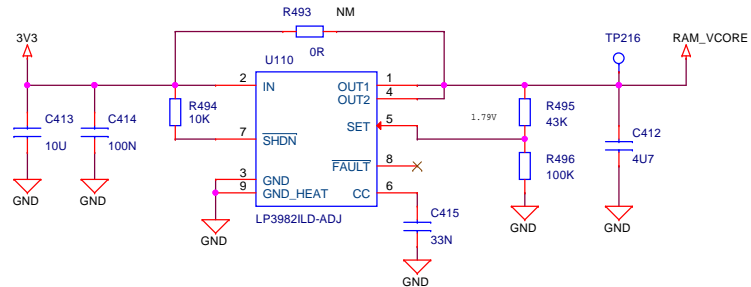 R493 NM
3V3
0R
TP216
RAM_VCORE
U110
2 IN
OUT1 1
OUT2 4
R494
10K
7 SHDN
SET 5
1.79V
R495
43K
C413
10U
C414
100N
C412
4U7
FAULT 8
R496
100K
3 GND
9 GND_HEAT
CC 6
LP3982ILD-ADJ
C415
33N
GND
GND
GND
GND
GND
GND